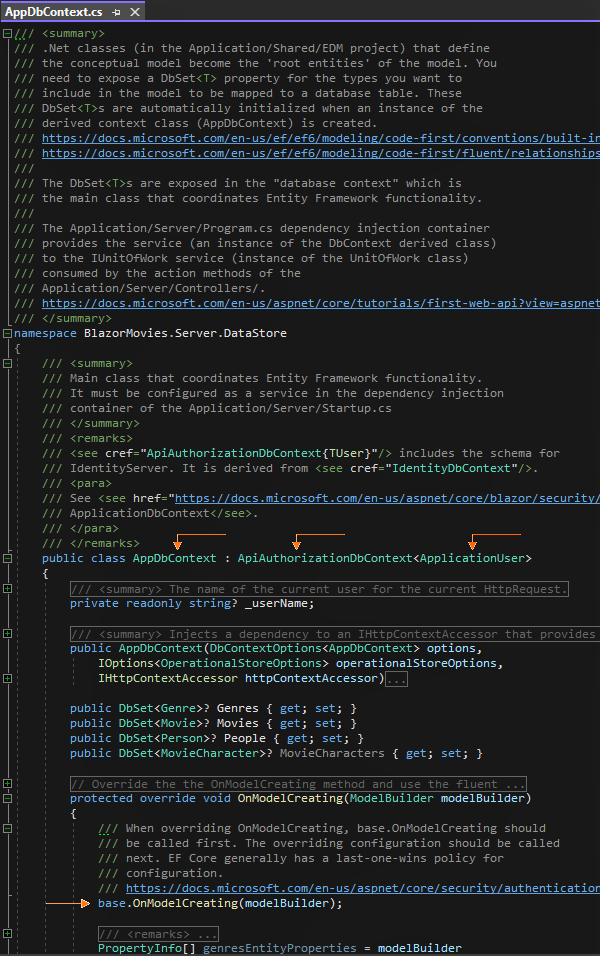 AppDbContext.cs
/// <summary>
/// .Net classes (in the Application/Shared/EDM project) that define
/// the conceptual model become the 'root entities' of the model. You
/// need to expose a DbSet<T> property for the types you want to
/// include in the model to be mapped to a database table. These
/// DbSet<T>s are automatically initialized when an instance of the
/// derived context class (AppDbContext) is created.
/// https://docs.microsoft.com/en-us/ef/ef6/modeling/code-first/conventions/built-in
/// https://docs.microsoft.com/en-us/ef/ef6/modeling/code-first/fluent/relationships
///
/// The DbSet<T>s are exposed in the "database context" which is
/// the main class that coordinates Entity Framework functionality.
///
/// The Application/Server/Program.cs dependency injection container
/// provides the service (an instance of the DbContext derived class)
/// to the IUnitOfWork service (instance of the UnitOfWork class)
/// consumed by the action methods of the
/// Application/Server/Controllers/.
/// https://docs.microsoft.com/en-us/aspnet/core/tutorials/first-web-api?view=aspnet
/// </summary>
namespace BlazorMovies.Server.DataStore
{
/// <summary>
/// Main class that coordinates Entity Framework functionality.
/// It must be configured as a service in the dependency injection
/// container of the Application/Server/Startup.cs
/// </summary>
/// <remarks>
/// <see cref="ApiAuthorizationDbContext{TUser}"/> includes the schema for
/// IdentityServer. It is derived from <see cref="IdentityDbContext"/>.
/// <para>
/// See <see href="https://docs.microsoft.com/en-us/aspnet/core/blazor/security/
/// ApplicationDbContext</see>.
/// </para>
/// </remarks>
public class AppDbContext : ApiAuthorizationDbContext<ApplicationUser>
{
/// <summary> The name of the current user for the current HttpRequest.
private readonly string? _userName;
/// <summary> Injects a dependency to an IHttpContextAccessor that provides
public AppDbContext(DbContextOptions<AppDbContext> options,
IOptions<OperationalStoreOptions> operationalStoreOptions,
IHttpContextAccessor httpContextAccessor)...
public DbSet<Genre>? Genres { get; set; }
public DbSet<Movie>? Movies { get; set; }
public DbSet<Person>? People { get; set; }
public DbSet<MovieCharacter>? MovieCharacters { get; set; }
// Override the the OnModelCreating method and use the fluent ...
protected override void OnModelCreating(ModelBuilder modelBuilder)
{
/// When overriding OnModelCreating, base.OnModelCreating should
/// be called first. The overriding configuration should be called
/// next. EF Core generally has a last-one-wins policy for
/// configuration.
/// https://docs.microsoft.com/en-us/aspnet/core/security/authentication
base.OnModelCreating(modelBuilder);
/// <remarks> ...
PropertyInfo[] genresEntityProperties = modelBuilder